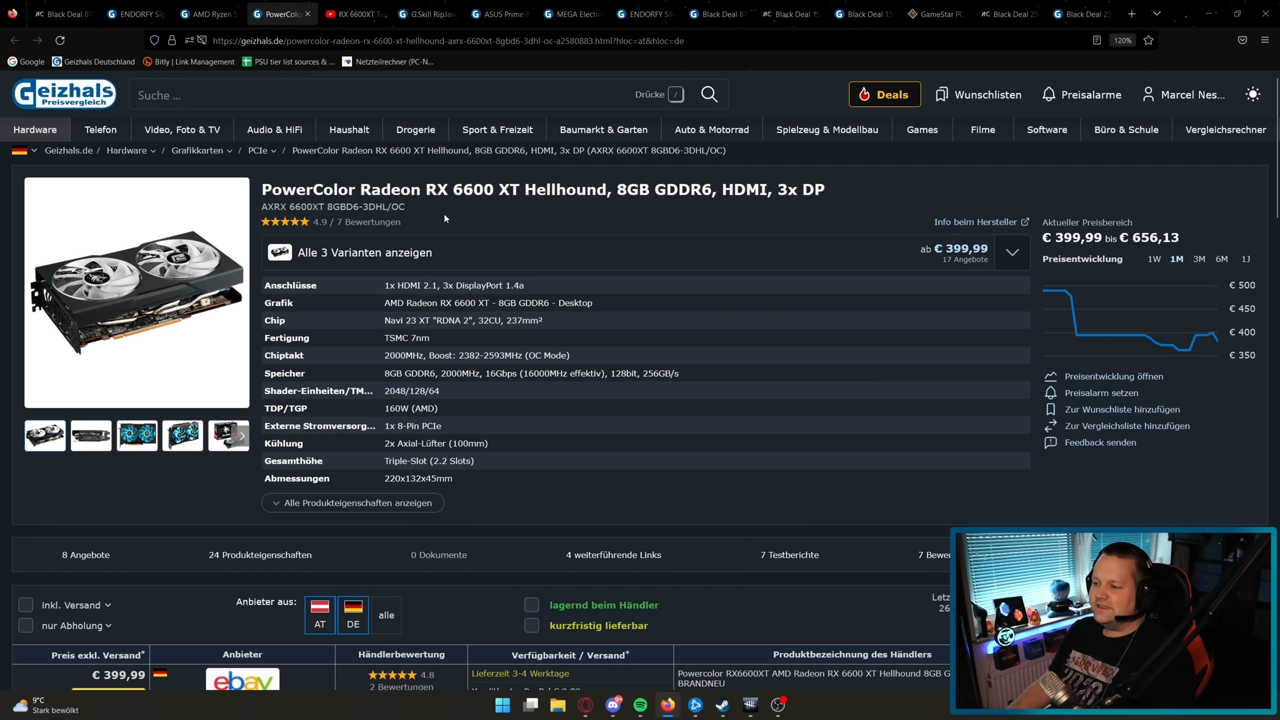 Black Deal 8
ENDORFY Sig
AMD Ryzen 5
PowerColo
RX 6600XT Te
G.Skill RipJaw
ASUS Prime
MEGA Electro
ENDORFY Si
Black Deal 8
Black Deal 15
Black Deal 15
GameStar PC
Black Deal 25
Black Deal 25
https://geizhals.de/powercolor-radeon-rx-6600-xt-hellhound-axrx-6600xt-8gbd6-3dhl-oc-a2580883.html?hloc=at&hloc=de
120%
Google
Geizhals Deutschland
Bitly | Link Management
PSU tier list sources & ...
Netzteilrechner (PC-N...
Geizhals
Preisvergleich
Suche ...
Drücke /
Deals
Wunschlisten
Preisalarme
Marcel Nes...
Hardware
Telefon
Video, Foto & TV
Audio & HiFi
Haushalt
Drogerie
Sport & Freizeit
Baumarkt & Garten
Auto & Motorrad
Spielzeug & Modellbau
Games
Filme
Software
Büro & Schule
Vergleichsrechner
Geizhals.de / Hardware / Grafikkarten / PCIe / PowerColor Radeon RX 6600 XT Hellhound, 8GB GDDR6, HDMI, 3x DP (AXRX 6600XT 8GBD6-3DHL/OC)
PowerColor Radeon RX 6600 XT Hellhound, 8GB GDDR6, HDMI, 3x DP
AXRX 6600XT 8GBD6-3DHL/OC
4.9 / 7 Bewertungen
Info beim Hersteller
Alle 3 Varianten anzeigen
ab € 399,99
17 Angebote
Anschlüsse 1x HDMI 2.1, 3x DisplayPort 1.4a
Grafik AMD Radeon RX 6600 XT - 8GB GDDR6 - Desktop
Chip Navi 23 XT "RDNA 2", 32CU, 237mm²
Fertigung TSMC 7nm
Chiptakt 2000MHz, Boost: 2382-2593MHz (OC Mode)
Speicher 8GB GDDR6, 2000MHz, 16Gbps (16000MHz effektiv), 128bit, 256GB/s
Shader-Einheiten/TM... 2048/128/64
TDP/TGP 160W (AMD)
Externe Stromversorg... 1x 8-Pin PCIe
Kühlung 2x Axial-Lüfter (100mm)
Gesamthöhe Triple-Slot (2.2 Slots)
Abmessungen 220x132x45mm
Alle Produkteigenschaften anzeigen
Aktueller Preisbereich
€ 399,99 bis € 656,13
Preisentwicklung 1W 1M 3M 6M 1J
€ 500
€ 450
€ 400
€ 350
Preisentwicklung öffnen
Preisalarm setzen
Zur Wunschliste hinzufügen
Zur Vergleichsliste hinzufügen
Feedback senden
8 Angebote
24 Produkteigenschaften
0 Dokumente
4 weiterführende Links
7 Testberichte
7 Bewer
inkl. Versand
nur Abholung
Anbieter aus:
AT
DE
alle
lagernd beim Händler
kurzfristig lieferbar
Letz
26
Preis exkl. Versand*
Anbieter
Händlerbewertung
Verfügbarkeit / Versand*
Produktbezeichnung des Händlers
€ 399,99
ebay
4.8
2 Bewertungen
Lieferzeit 3-4 Werktage
PowerColor RX6600XT AMD Radeon RX 6600 XT Hellhound 8GB G
BRANDNEU
9°C
Stark bewölkt